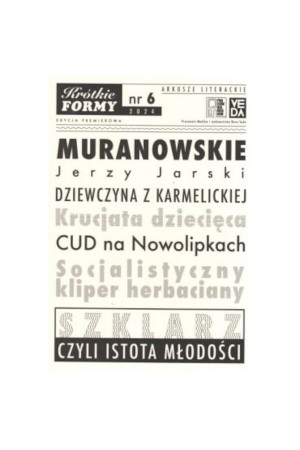 Krótkie
FORMY
nr 6
2024
ARKUSZE LITERACKIE
EDYCJA PREMIEROWA
VEDA
MURANOWSKIE
Jerzy Jarski
DZIEWCZYNA Z KARMELICKIEJ
Krucjata dziecięca
CUD na Nowolipkach
Socjalistyczny
kliper herbaciany
SZKLARZ
CZYLI ISTOTA MŁODOŚCI